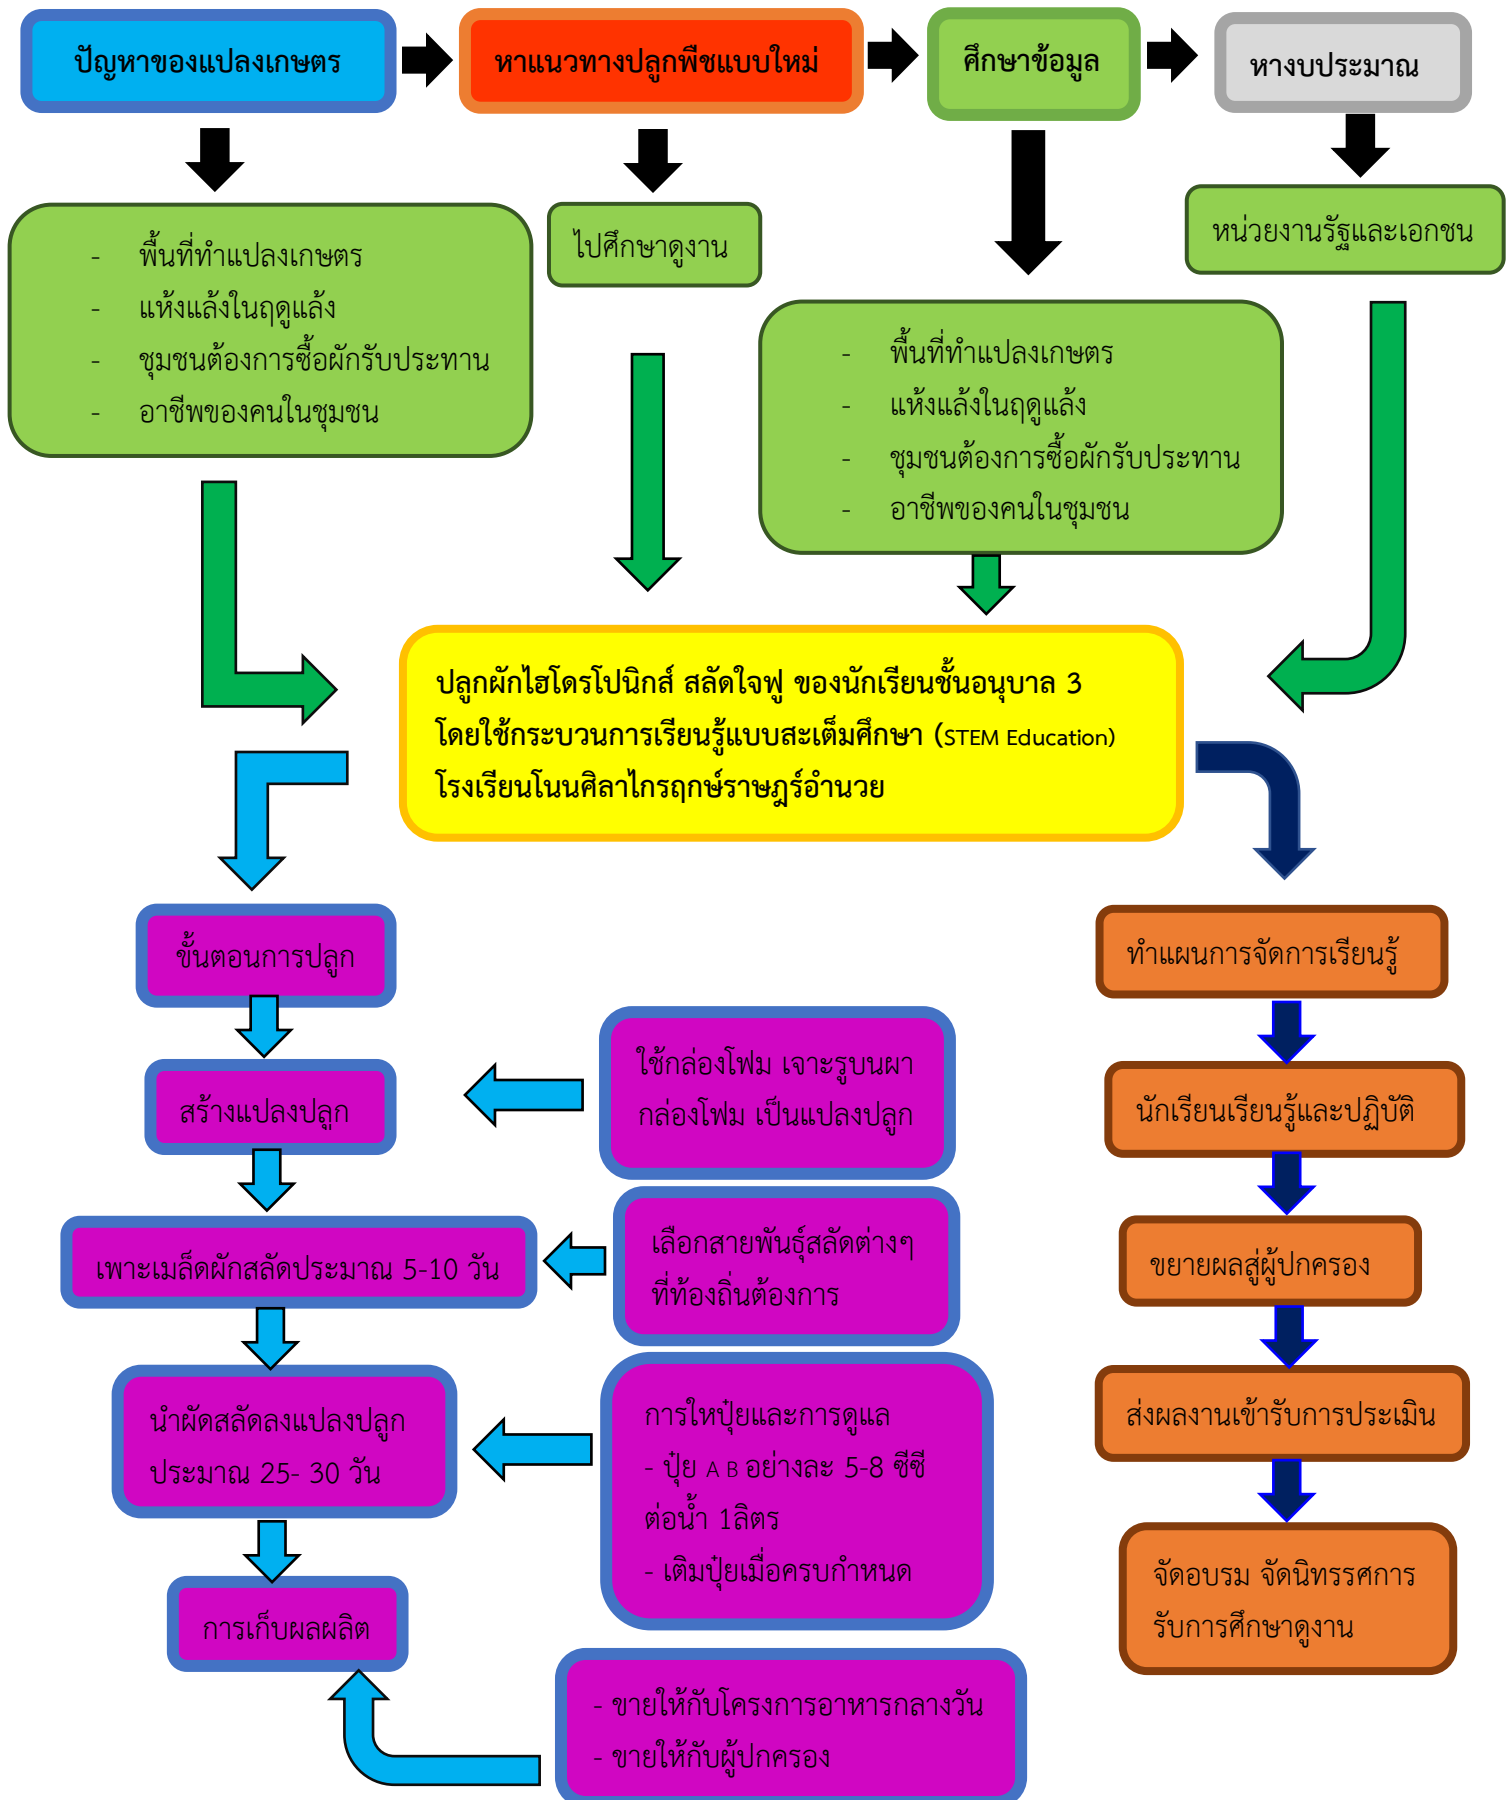 ปัญหาของแปลงเกษตร
หาแนวทางปลูกพืชแบบใหม่
ศึกษาข้อมูล
หางบประมาณ
- พื้นที่ทำแปลงเกษตร
- แห้งแล้งในฤดูแล้ง
- ชุมชนต้องการซื้อผักรับประทาน
- อาชีพของคนในชุมชน
ไปศึกษาดูงาน
- พื้นที่ทำแปลงเกษตร
- แห้งแล้งในฤดูแล้ง
- ชุมชนต้องการซื้อผักรับประทาน
- อาชีพของคนในชุมชน
หน่วยงานรัฐและเอกชน
ปลูกผักไฮโดรโปนิกส์ สลัดใจฟู ของนักเรียนชั้นอนุบาล 3
โดยใช้กระบวนการเรียนรู้แบบสะเต็มศึกษา (STEM Education)
โรงเรียนโนนศิลาไกรฤกษ์ราษฎร์อำนวย
ขั้นตอนการปลูก
สร้างแปลงปลูก
ใช้กล่องโฟม เจาะรูบนผา
กล่องโฟม เป็นแปลงปลูก
เพาะเมล็ดผักสลัดประมาณ 5-10 วัน
เลือกสายพันธุ์สลัดต่างๆ
ที่ท้องถิ่นต้องการ
นำผัดสลัดลงแปลงปลูก
ประมาณ 25- 30 วัน
การใหปุ๋ยและการดูแล
- ปุ๋ย A B อย่างละ 5-8 ซีซี
ต่อน้ำ 1ลิตร
- เติมปุ๋ยเมื่อครบกำหนด
การเก็บผลผลิต
- ขายให้กับโครงการอาหารกลางวัน
- ขายให้กับผู้ปกครอง
ทำแผนการจัดการเรียนรู้
นักเรียนเรียนรู้และปฏิบัติ
ขยายผลสู่ผู้ปกครอง
ส่งผลงานเข้ารับการประเมิน
จัดอบรม จัดนิทรรศการ
รับการศึกษาดูงาน